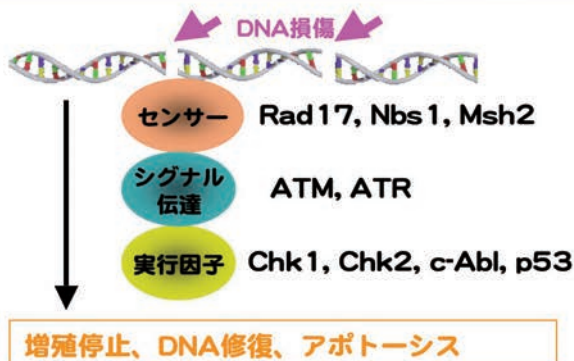 DNA損傷
センサー Rad17, Nbs1, Msh2
シグナル
伝達 ATM, ATR
実行因子 Chk1, Chk2, c-Abl, p53
増殖停止、DNA修復、アポトーシス